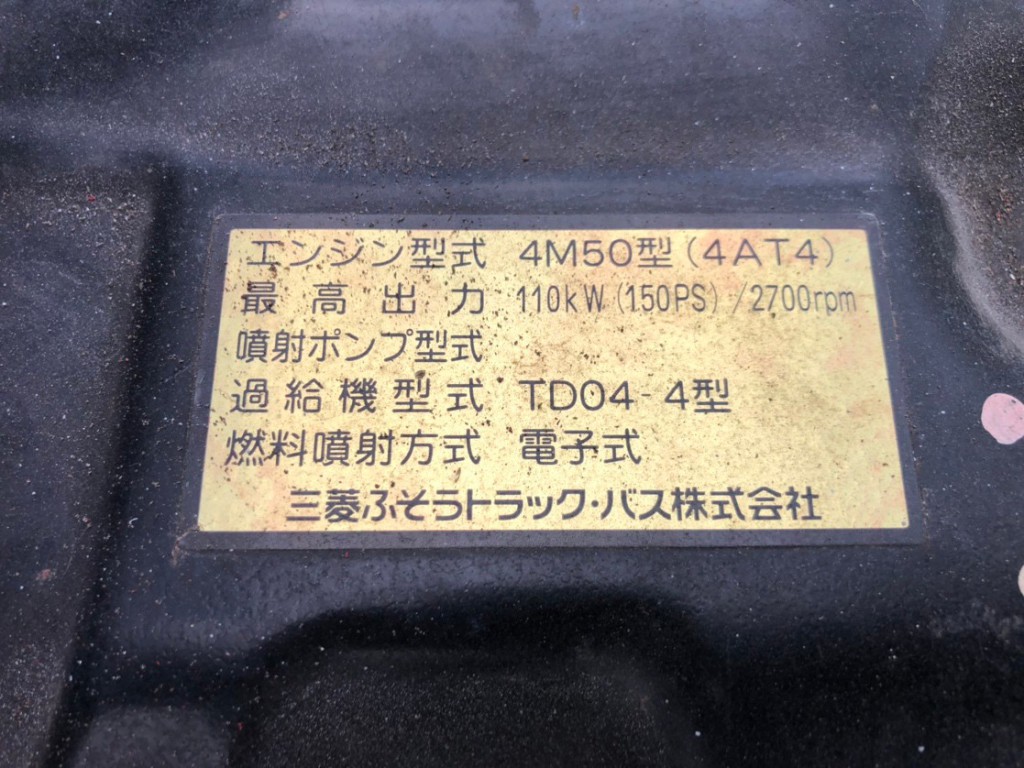 エンジン型式 4M50型(4AT4)
最高出力 110kW(150PS)/2700rpm
噴射ポンプ型式
過給機型式 TD04-4型
燃料噴射方式 電子式
三菱ふそうトラック・バス株式会社